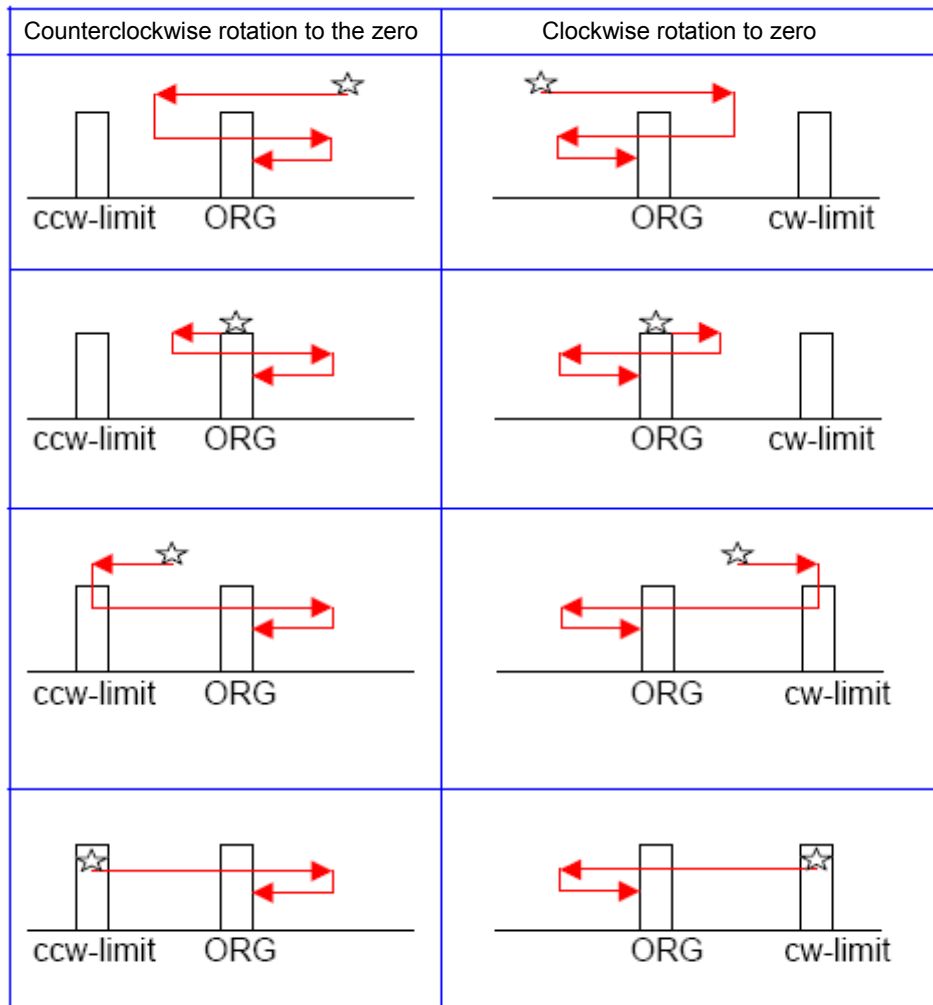 Counterclockwise rotation to the zero
Clockwise rotation to zero
ccw-limit ORG
ORG cw-limit
ccw-limit ORG
ORG cw-limit
ccw-limit ORG
ORG cw-limit
ccw-limit ORG
ORG cw-limit